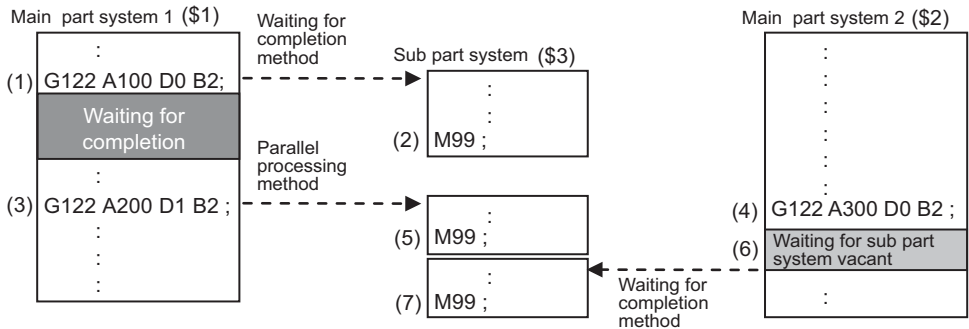 Main part system 1 ($1)
:
(1) G122 A100 D0 B2;
Waiting for
completion
:
(3) G122 A200 D1 B2 ;
:
:
:
Waiting for
completion
method
Parallel
processing
method
Sub part system ($3)
:
:
(2) M99 ;
:
(5) M99 ;
:
(7) M99 ;
Main part system 2 ($2)
:
:
:
:
:
:
(4) G122 A300 D0 B2 ;
(6) Waiting for sub part
system vacant
:
Waiting for
completion
method